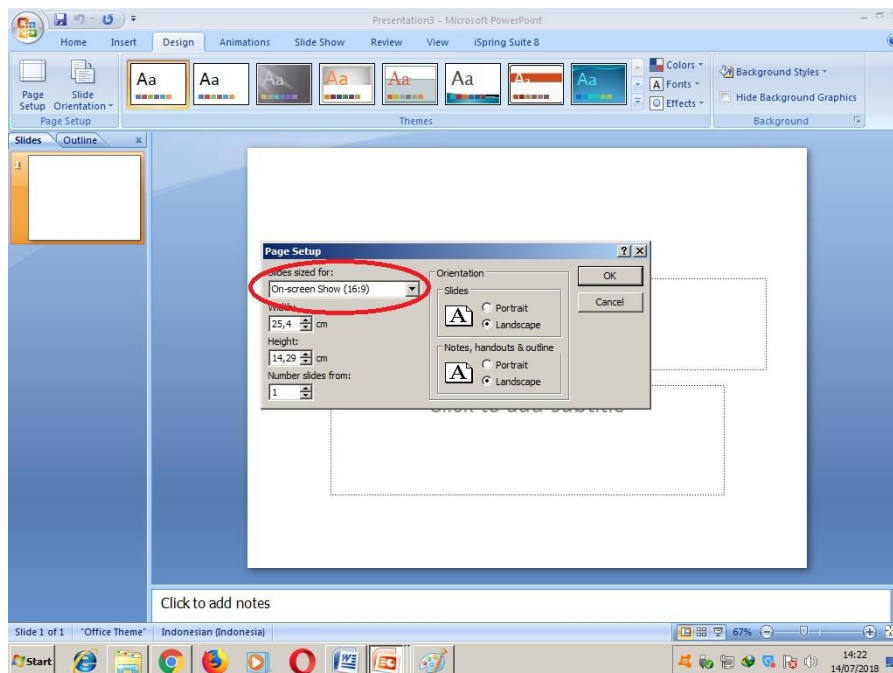 Presentation3 - Microsoft PowerPoint
Home Insert Design Animations Slide Show Review View iSpring Suite 8
Page Setup
Slide Orientation
Aa Aa Aa Aa Aa Aa Aa Aa
Colors
Fonts
Effects
Background Styles
Hide Background Graphics
Page Setup Themes Background
Slides Outline x
1
Page Setup
Slides sized for:
On-screen Show (16:9)
Width:
25,4 cm
Height:
14,29 cm
Number slides from:
1
Orientation
Slides
A
Portrait
Landscape
Notes, handouts & outline
A
Portrait
Landscape
OK
Cancel
Click to add subtitle
Click to add notes
Slide 1 of 1 "Office Theme" Indonesian (Indonesia) 67%
Start 14:22
14/07/2018